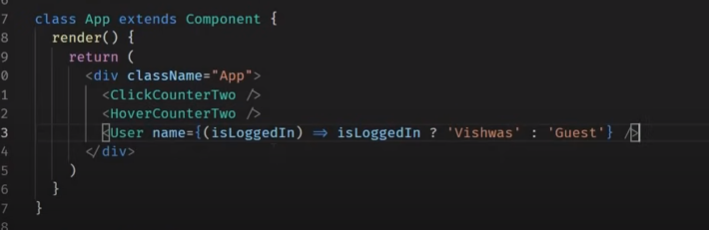 7 class App extends Component {
8 render() {
9 return (
0 <div className="App">
1 <ClickCounterTwo />
2 <HoverCounterTwo />
3 <User name={(isLoggedIn) => isLoggedIn ? 'Vishwas' : 'Guest'} />
4 </div>
5 )
6 }
7 }
8